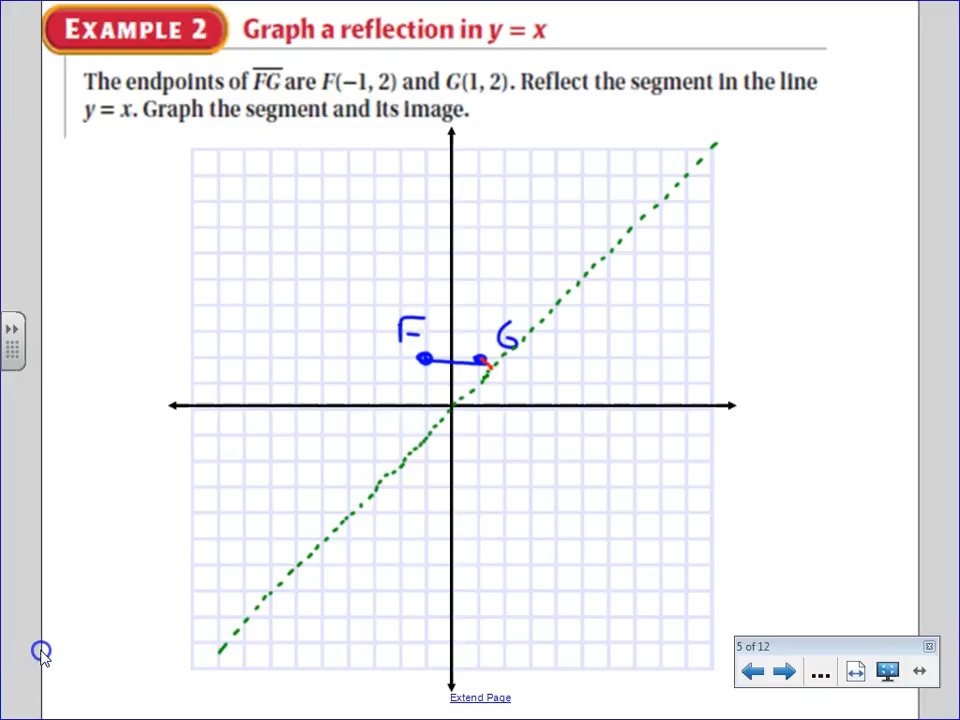 EXAMPLE 2 Graph a reflection in y = x
The endpoints of FG are F(−1, 2) and G(1, 2). Reflect the segment in the line
y = x. Graph the segment and its image.
F G
5 of 12
...
Extend Page